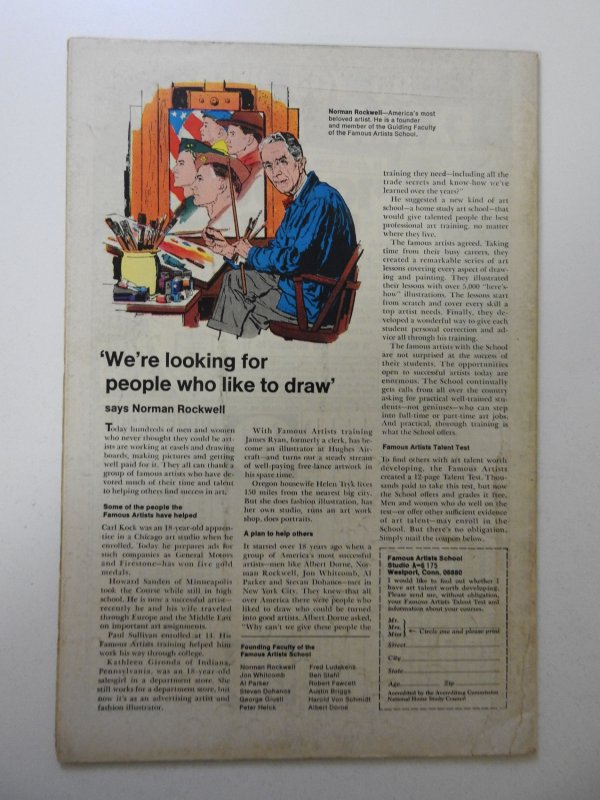 Norman Rockwell—America's most
beloved artist. He is a founder
and member of the Guiding Faculty
of the Famous Artists School.
'We're looking for
people who like to draw'
says Norman Rockwell
Today hundreds of men and women
who never thought they could be art-
ists are working at easels and drawing
boards, making pictures and getting
well paid for it. They all can thank a
group of famous artists who have de-
voted much of their time and talent
to helping others find success in art.
Some of the people the
Famous Artists have helped
Carl Kock was an 18-year-old appren-
tice in a Chicago art studio when he
enrolled. Today he prepares ads for
such companies as General Motors
and Firestone—has won five gold
medals.
Howard Sanden of Minneapolis
took the Course while still in high
school. He is now a successful artist—
recently he and his wife traveled
through Europe and the Middle East
on important art assignments.
Paul Sullivan enrolled at 14. His
Famous Artists training helped him
work his way through college.
Kathleen Gironda of Indiana,
Pennsylvania, was an 18-year-old
salesgirl in a department store. She
still works for a department store, but
now it's as an advertising artist and
fashion illustrator.
With Famous Artists training
James Ryan, formerly a clerk, has be-
come an illustrator at Hughes Air-
craft—and turns out a steady stream
of well-paying free-lance artwork in
his spare time.
Oregon housewife Helen Tryk lives
150 miles from the nearest big city.
But she does fashion illustration, has
her own studio, runs an art work
shop, does portraits.
A plan to help others
It started over 18 years ago when a
group of America's most successful
artists—men like Albert Dorne, Nor-
man Rockwell, Jon Whitcomb, Al
Parker and Stevan Dohanos—met in
New York City. They knew that all
over America there were people who
liked to draw who could be turned
into good artists. Albert Dorne asked,
"Why can't we give these people the
Founding Faculty of the
Famous Artists School
Norman Rockwell
Jon Whitcomb
Al Parker
Stevan Dohanos
George Giusti
Peter Helck
Fred Ludekens
Ben Stahl
Robert Fawcett
Austin Briggs
Harold Von Schmidt
Albert Dorne
training they need—including all the
trade secrets and know-how we've
learned over the years?"
He suggested a new kind of art
school—a home study art school—that
would give talented people the best
professional art training, no matter
where they live.
The famous artists agreed. Taking
time from their busy careers, they
created a remarkable series of art
lessons covering every aspect of draw-
ing and painting. They illustrated
their lessons with over 5,000 "here's-
how" illustrations. The lessons start
from scratch and cover every skill a
top artist needs. Finally, they de-
veloped a wonderful way to give each
student personal correction and ad-
vice all through his training.
The famous artists with the School
are not surprised at the success of
their students. The opportunities
open to successful artists today are
enormous. The School continually
gets calls from all over the country
asking for practical well-trained stu-
dents—not geniuses—who can step
into full-time or part-time art jobs.
And practical, thorough training is
what the School offers.
Famous Artists Talent Test
To find others with art talent worth
developing, the Famous Artists
created a 12-page Talent Test. Thou-
sands paid to take this test, but now
the School offers and grades it free.
Men and women who do well on the
test—or offer other sufficient evidence
of art talent—may enroll in the
School. But there's no obligation.
Simply mail the coupon below.
Famous Artists School
Studio A-6175
Westport, Conn. 06880
I would like to find out whether I
have art talent worth developing.
Please send me, without obligation,
your Famous Artists Talent Test and
information about your courses.
Mr.
Mrs. Circle one and please print
Miss
Street
City
State
Age Zip
Accredited by the Accrediting Commission
National Home Study Council